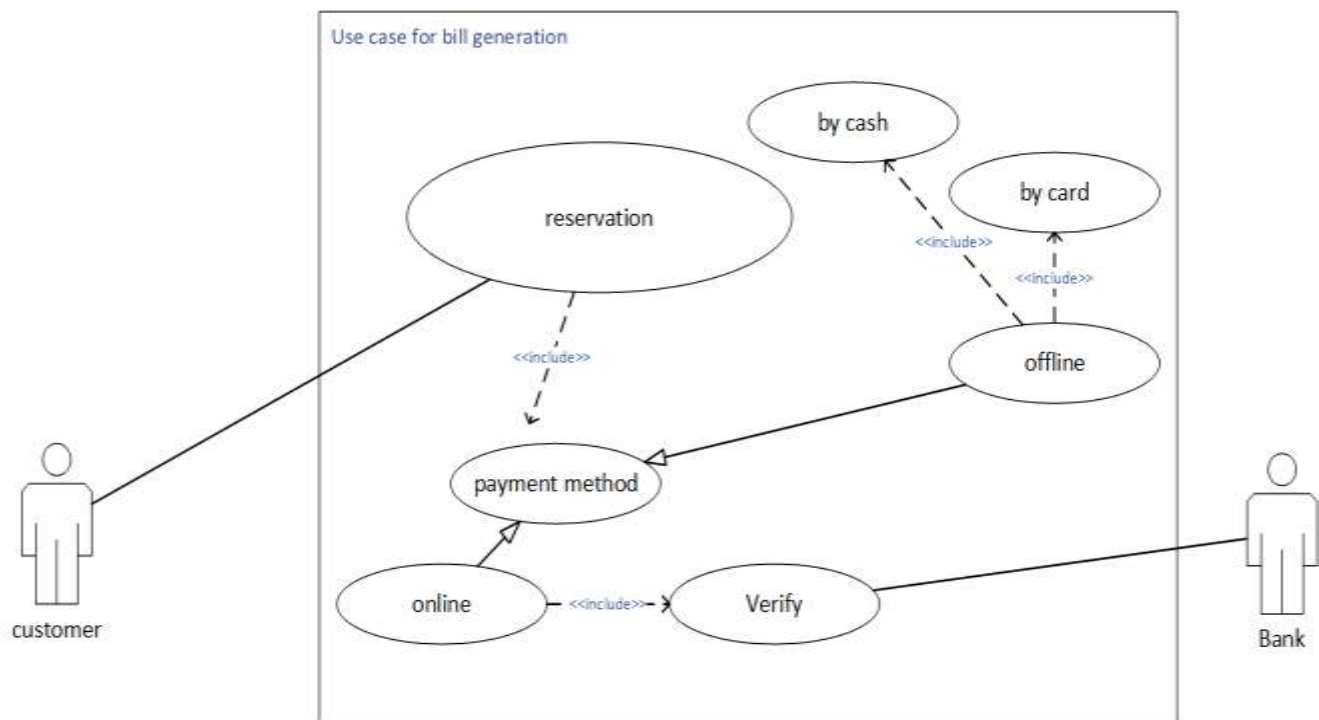 Use case for bill generation
by cash
by card
reservation
<<include>>
<<include>>
<<include>>
offline
payment method
online
<<include>>
Verify
customer
Bank